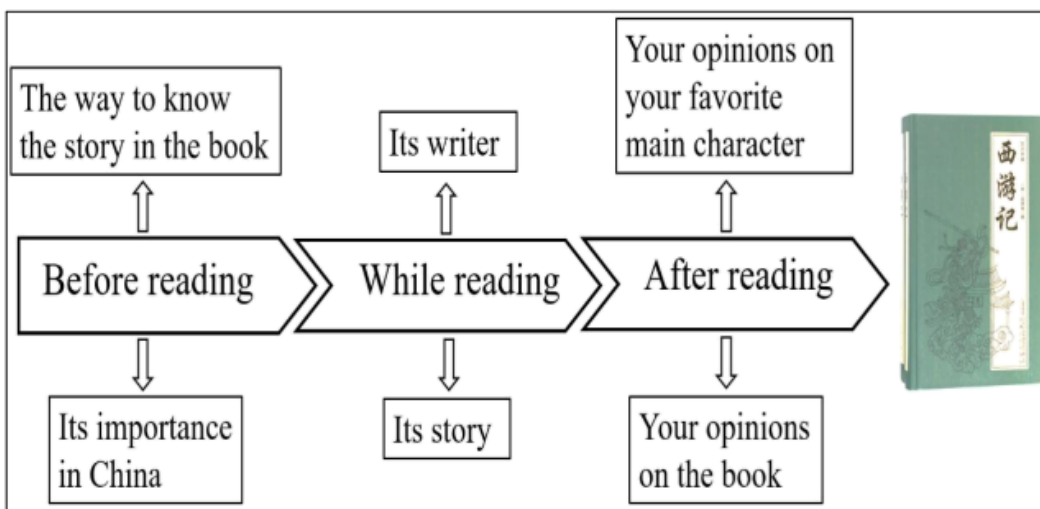 The way to know
the story in the book
Its writer
Your opinions on
your favorite
main character
Before reading
While reading
After reading
Its importance
in China
Its story
Your opinions
on the book
西游记